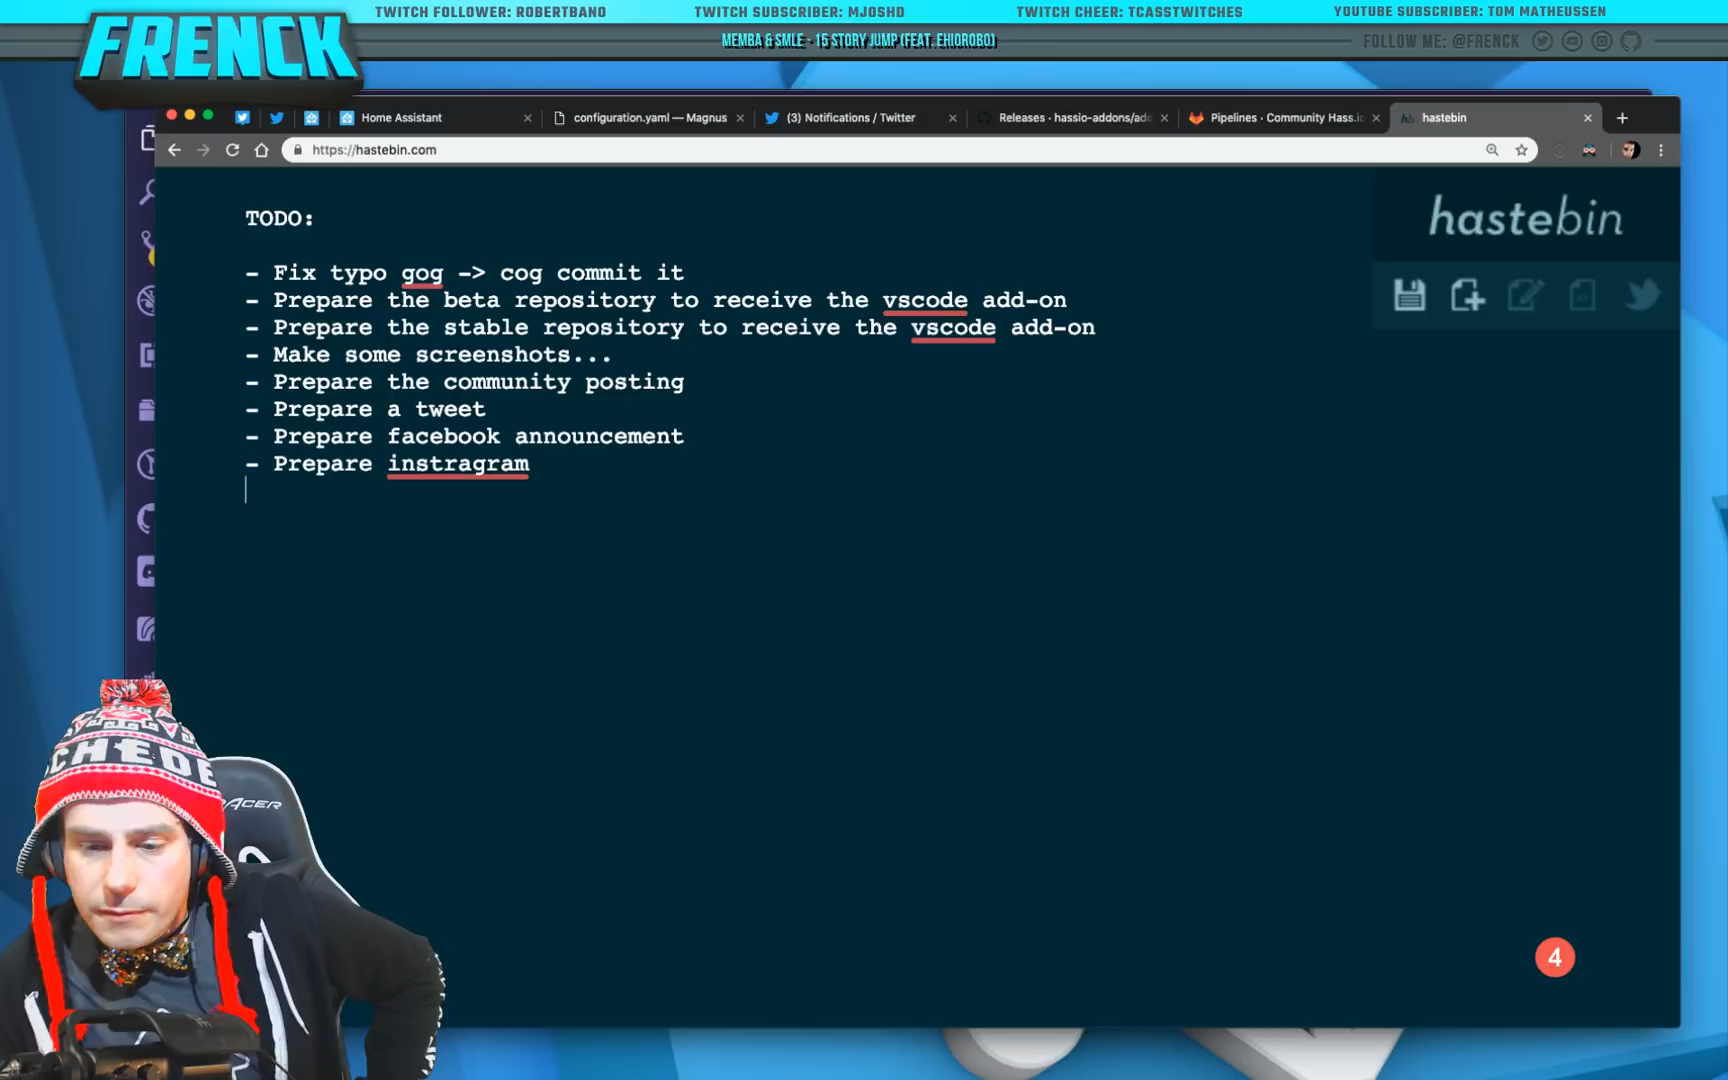 TWITCH FOLLOWER: ROBERTBANO
TWITCH SUBSCRIBER: MJOSHD
TWITCH CHEER: TCASSTWITCHES
YOUTUBE SUBSCRIBER: TOM MATHEUSSEN
FRENCK
MEMBA & SMLE - 15 STORY JUMP (FEAT. EHIOROBO)
FOLLOW ME: @FRENCK
Home Assistant
configuration.yaml — Magnus
(3) Notifications / Twitter
Releases · hassio-addons/add
Pipelines · Community Hass.io
hastebin
https://hastebin.com
hastebin
TODO:
- Fix typo gog -> cog commit it
- Prepare the beta repository to receive the vscode add-on
- Prepare the stable repository to receive the vscode add-on
- Make some screenshots...
- Prepare the community posting
- Prepare a tweet
- Prepare facebook announcement
- Prepare instragram
4